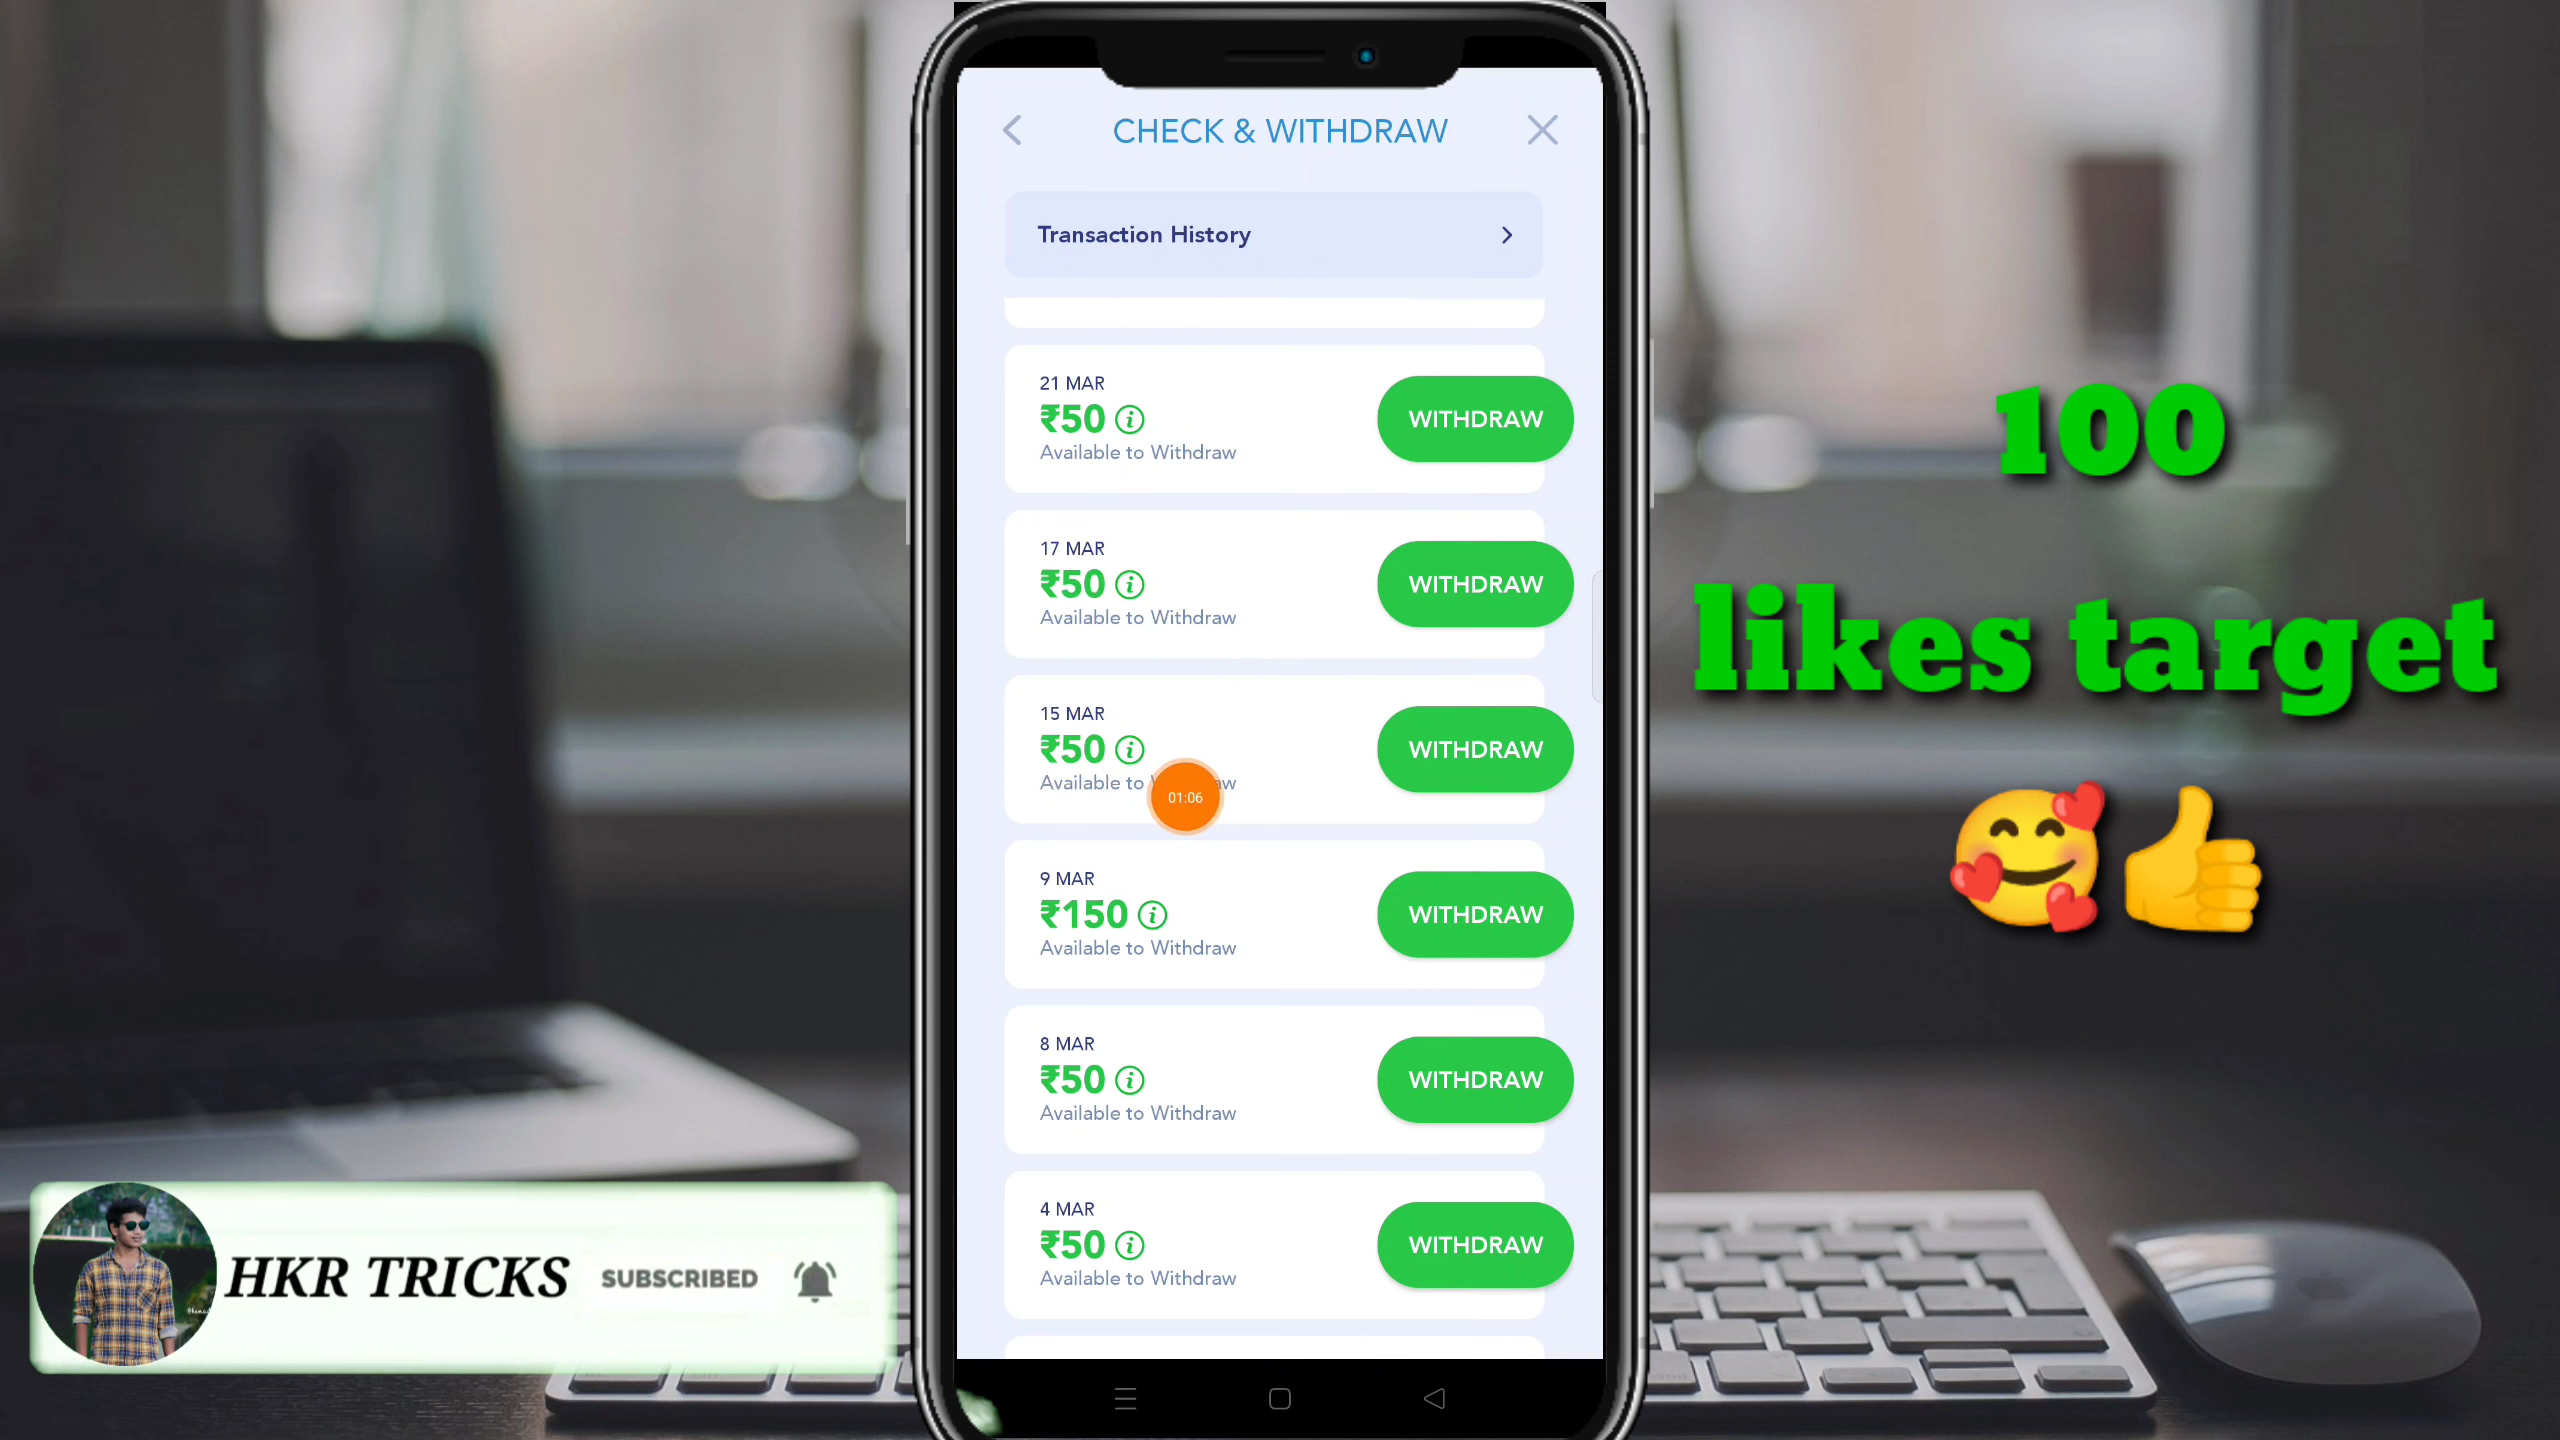 CHECK & WITHDRAW
Transaction History
21 MAR
₹50
Available to Withdraw
WITHDRAW
17 MAR
₹50
Available to Withdraw
WITHDRAW
15 MAR
₹50
Available to
WITHDRAW
01:06
9 MAR
₹150
Available to Withdraw
WITHDRAW
8 MAR
₹50
Available to Withdraw
WITHDRAW
4 MAR
₹50
Available to Withdraw
WITHDRAW
100
likes target
HKR TRICKS
SUBSCRIBED